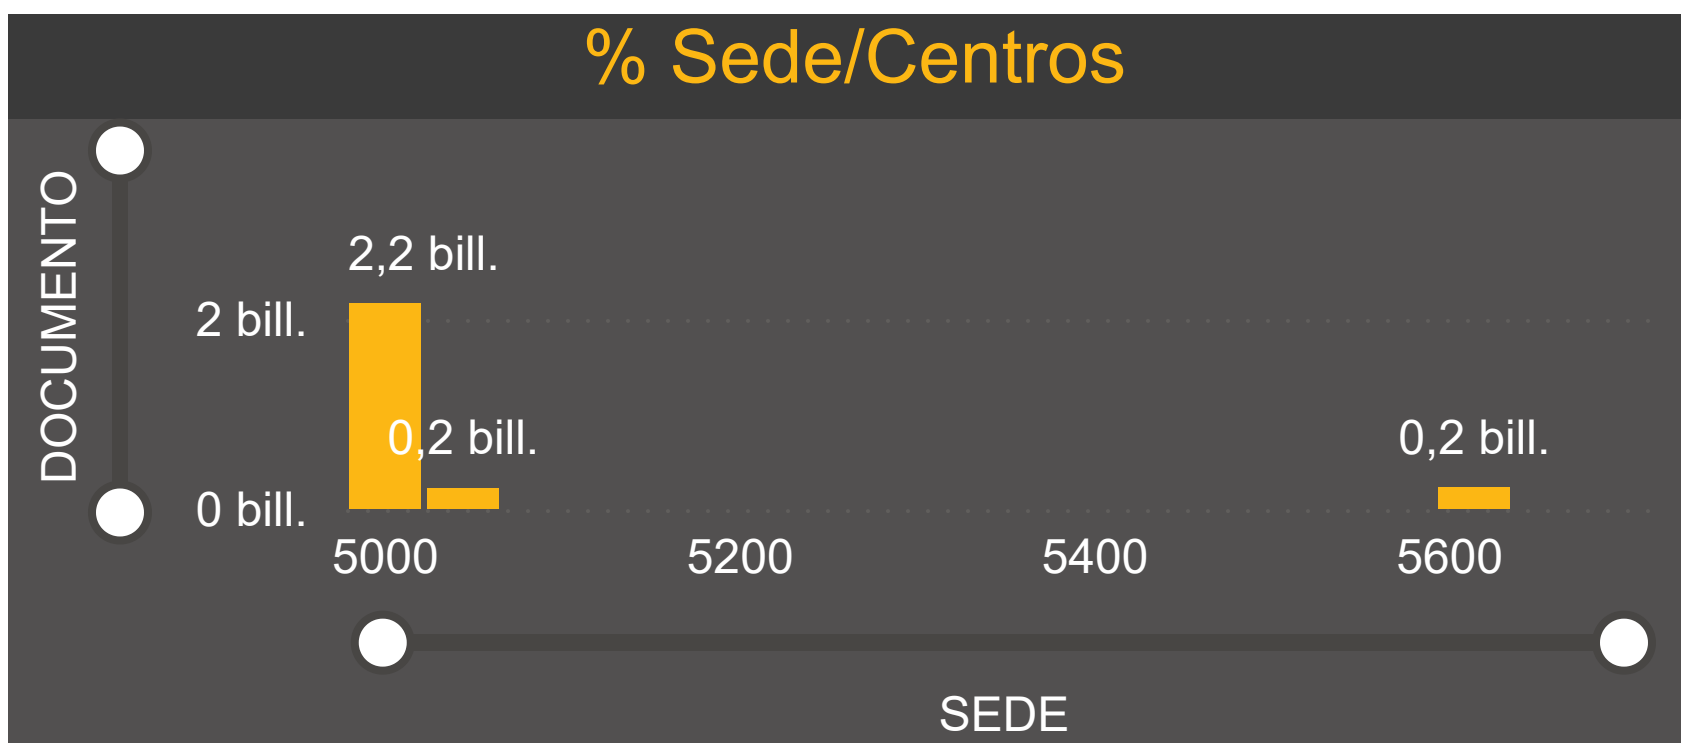 % Sede/Centros
DOCUMENTO
2,2 bill.
2 bill.
0,2 bill.
0,2 bill.
0 bill.
5000
5200
5400
5600
SEDE